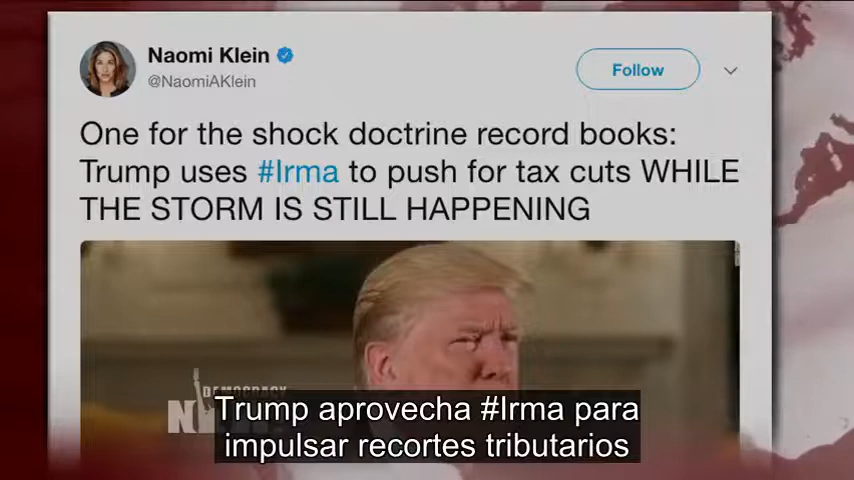 Naomi Klein
@NaomiAKlein
Follow
One for the shock doctrine record books:
Trump uses #Irma to push for tax cuts WHILE
THE STORM IS STILL HAPPENING
DEMOCRACY
Trump aprovecha #Irma para
impulsar recortes tributarios